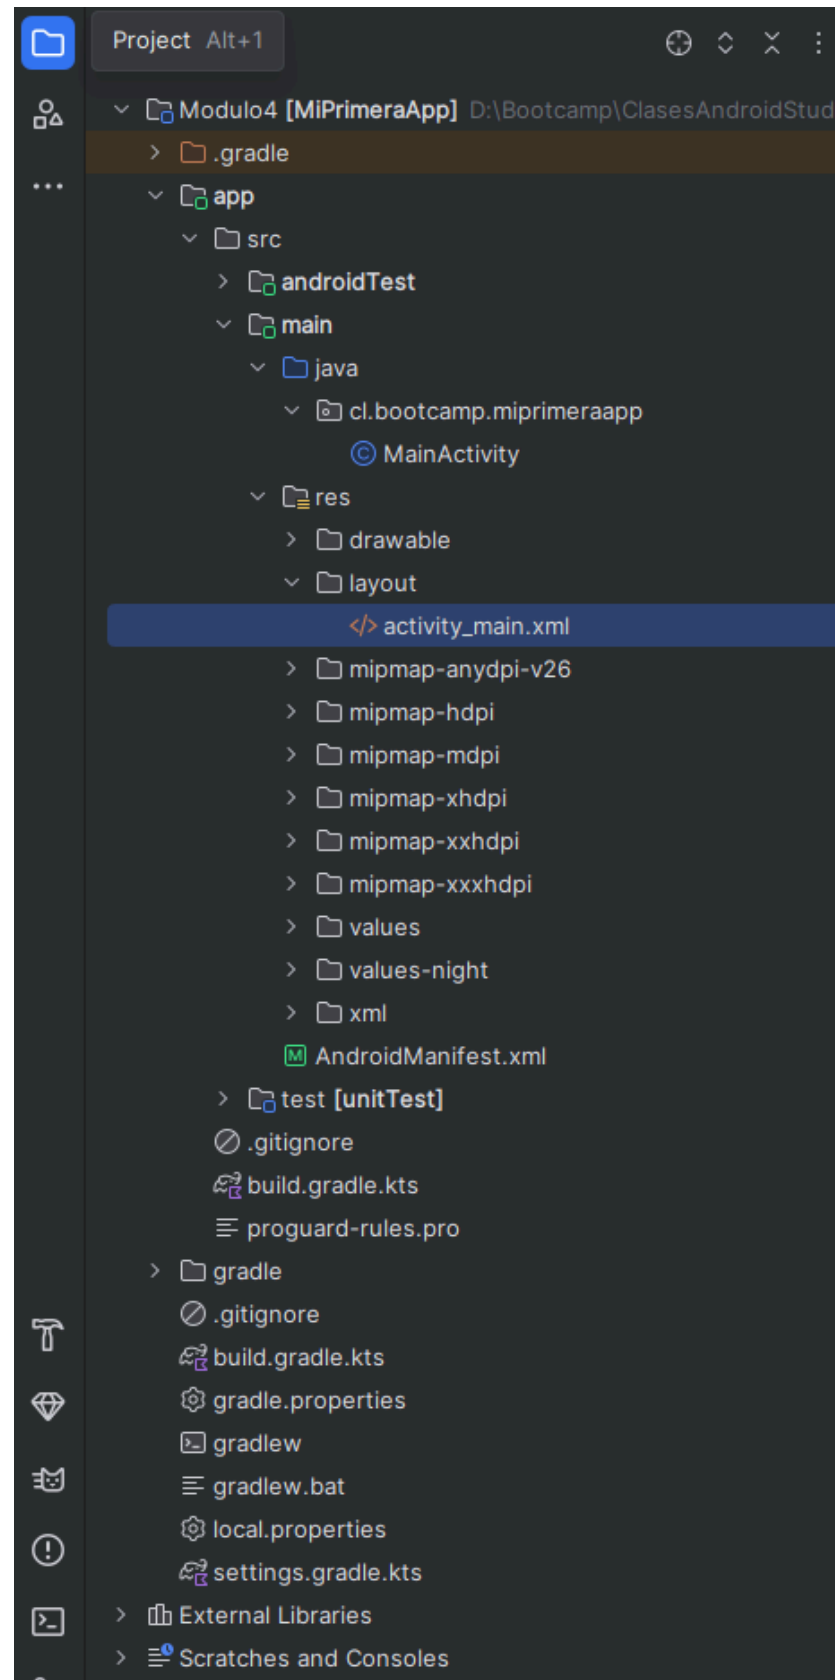 Project Alt+1
Modulo4 [MiPrimeraApp] D:\Bootcamp\ClasesAndroidStud
.gradle
app
src
androidTest
main
java
cl.bootcamp.miprimeraapp
MainActivity
res
drawable
layout
activity_main.xml
mipmap-anydpi-v26
mipmap-hdpi
mipmap-mdpi
mipmap-xhdpi
mipmap-xxhdpi
mipmap-xxxhdpi
values
values-night
xml
AndroidManifest.xml
test [unitTest]
.gitignore
build.gradle.kts
proguard-rules.pro
gradle
.gitignore
build.gradle.kts
gradle.properties
gradlew
gradlew.bat
local.properties
settings.gradle.kts
External Libraries
Scratches and Consoles